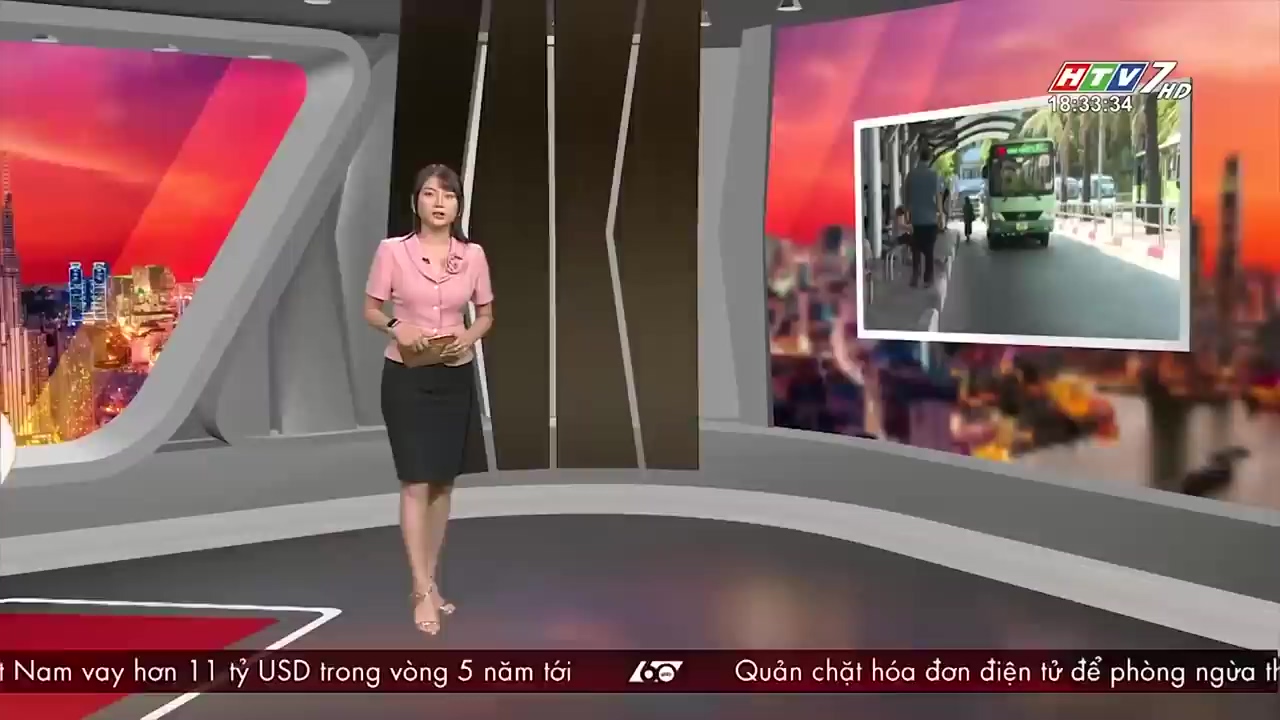 HTV7
HD
18:33:34
t Nam vay hơn 11 tỷ USD trong vòng 5 năm tới
60
Quản chặt hóa đơn điện tử để phòng ngừa th